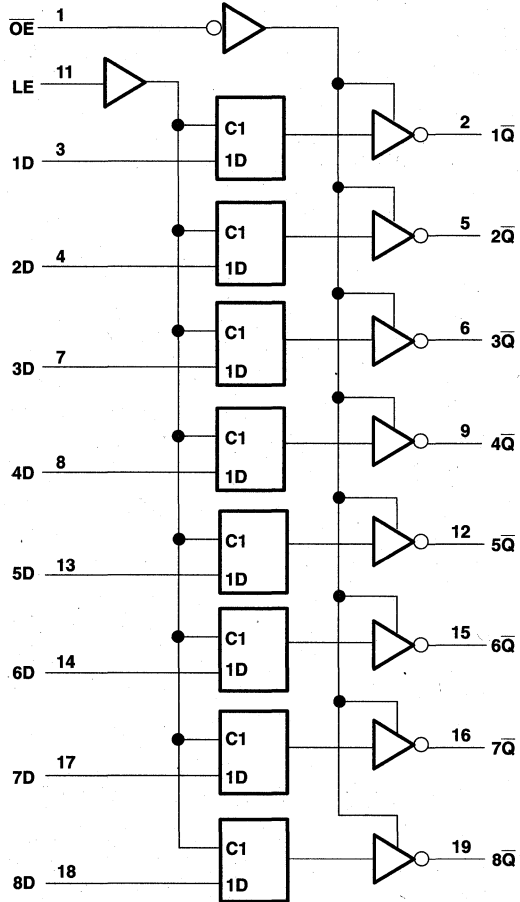 O̅E̅ 1
LE 11
C1
1D 3 1D 2 1Q̅
C1
2D 4 1D 5 2Q̅
C1
3D 7 1D 6 3Q̅
C1
4D 8 1D 9 4Q̅
C1
5D 13 1D 12 5Q̅
C1
6D 14 1D 15 6Q̅
C1
7D 17 1D 16 7Q̅
C1
8D 18 1D 19 8Q̅